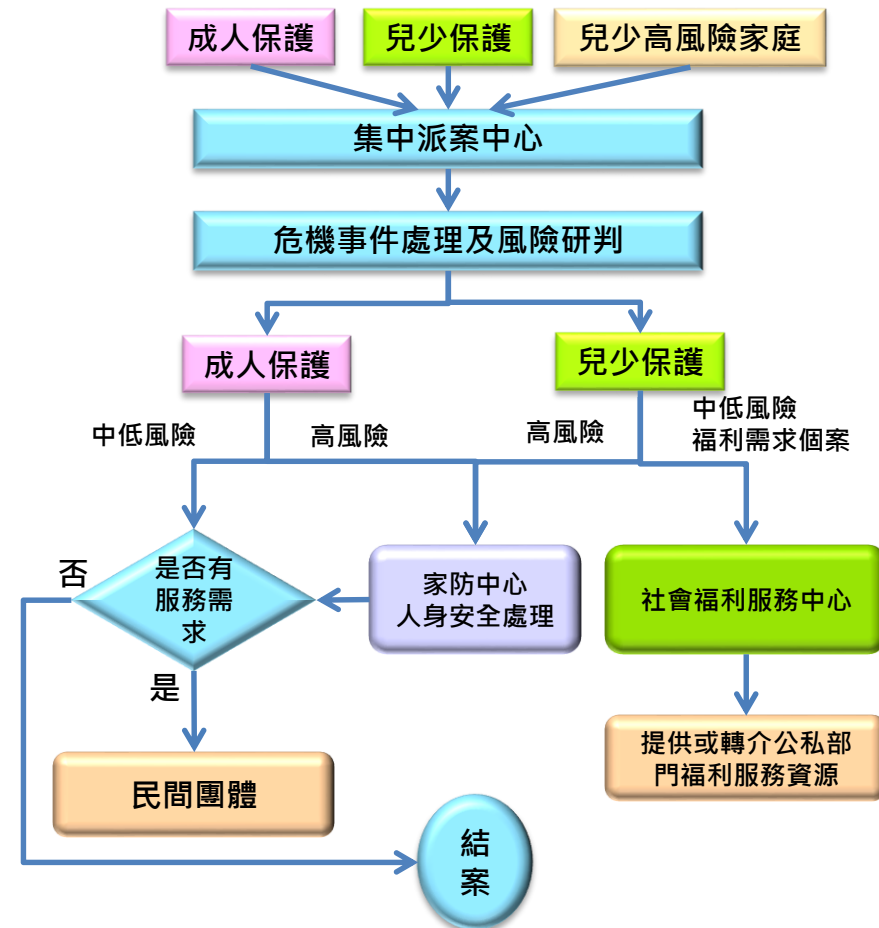 成人保護
兒少保護
兒少高風險家庭
集中派案中心
危機事件處理及風險研判
成人保護
兒少保護
中低風險
高風險
高風險
中低風險
福利需求個案
否
是否有
服務需
求
家防中心
人身安全處理
社會福利服務中心
是
民間團體
提供或轉介公私部
門福利服務資源
結
案